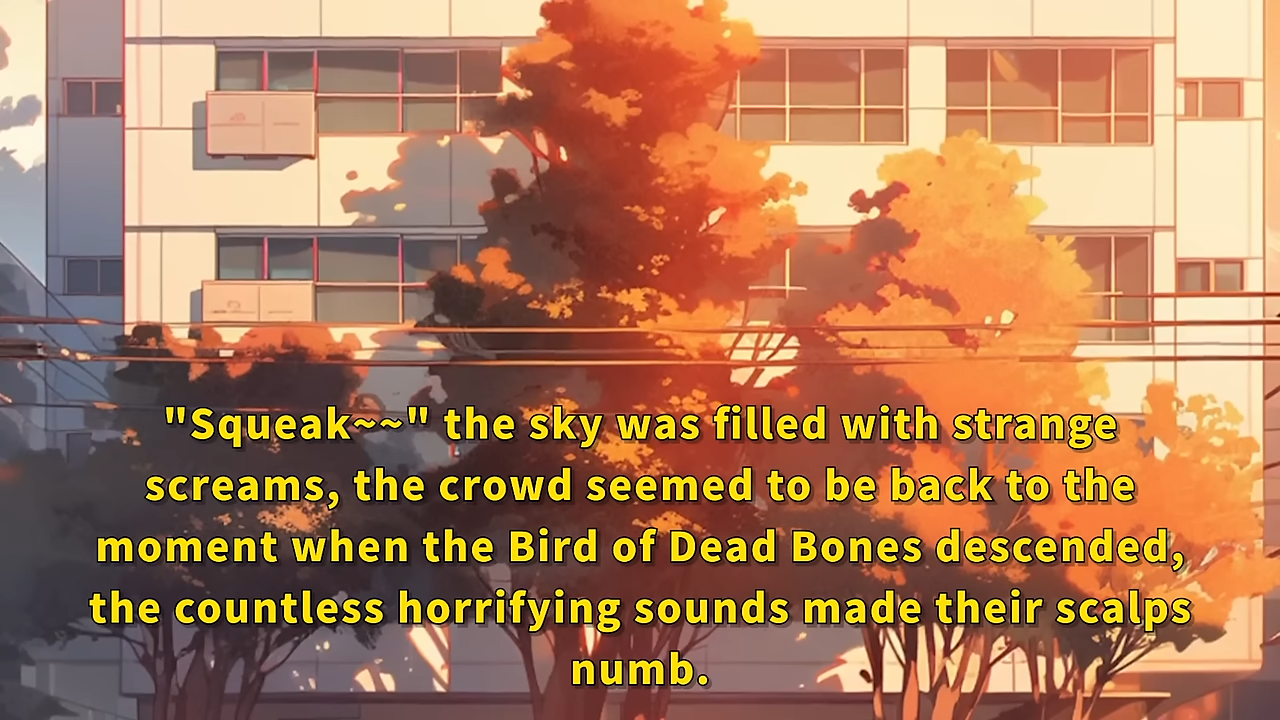 "Squeak~~" the sky was filled with strange
screams, the crowd seemed to be back to the
moment when the Bird of Dead Bones descended,
the countless horrifying sounds made their scalps
numb.